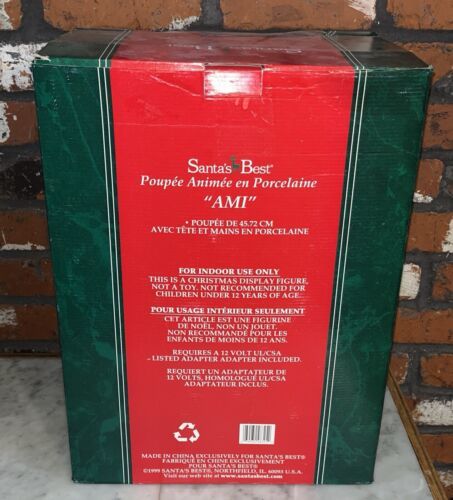 Santa's Best®
Poupée Animée en Porcelaine
"AMI"
• POUPÉE DE 45.72 CM
AVEC TÊTE ET MAINS EN PORCELAINE
FOR INDOOR USE ONLY
THIS IS A CHRISTMAS DISPLAY FIGURE,
NOT A TOY. NOT RECOMMENDED FOR
CHILDREN UNDER 12 YEARS OF AGE.
POUR USAGE INTÉRIEUR SEULEMENT
CET ARTICLE EST UNE FIGURINE
DE NOËL, NON UN JOUET.
NON RECOMMANDÉ POUR LES
ENFANTS DE MOINS DE 12 ANS.
REQUIRES A 12 VOLT UL/CSA
- LISTED ADAPTER ADAPTER INCLUDED.
REQUIERT UN ADAPTATEUR DE
12 VOLTS, HOMOLOGUÉ UL/CSA
ADAPTATEUR INCLUS.
MADE IN CHINA EXCLUSIVELY FOR SANTA'S BEST®
FABRIQUÉ EN CHINE EXCLUSIVEMENT
POUR SANTA'S BEST®
©1999 SANTA'S BEST®, NORTHFIELD, IL 60093 U.S.A.
Visit our web site at www.santasbest.com